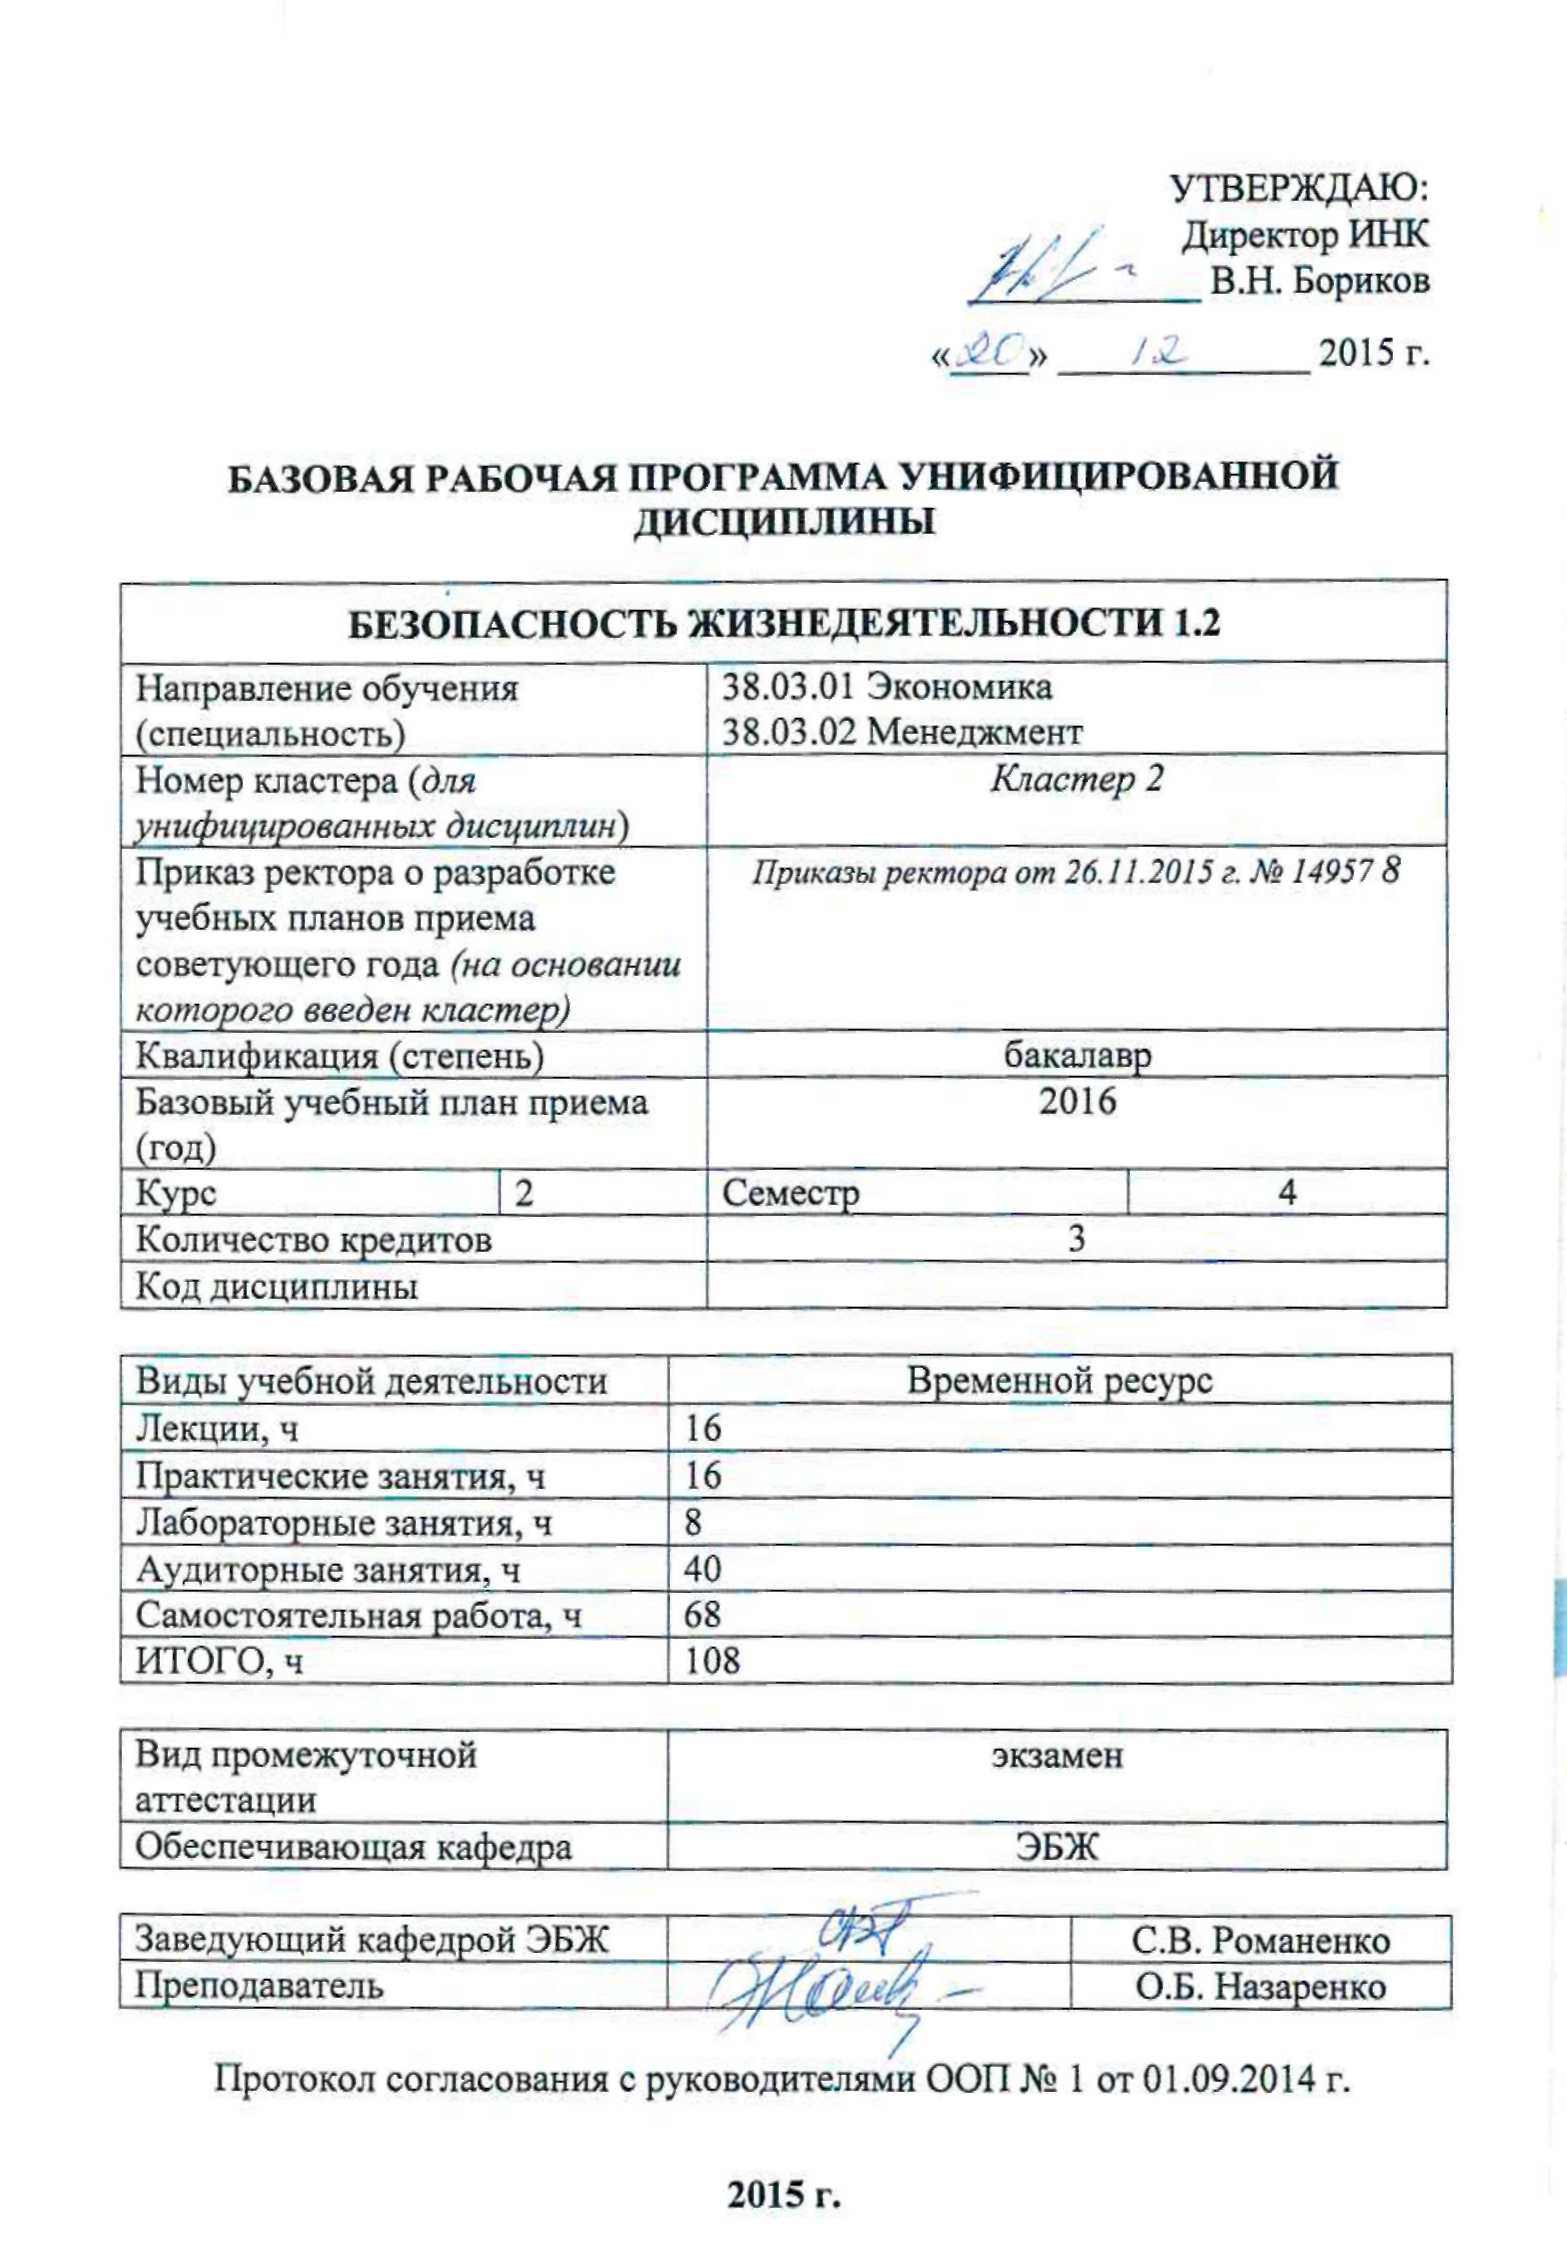 УТВЕРЖДАЮ:
Директор ИНК
В.Н. Бориков
«20» 12 2015 г.
БАЗОВАЯ РАБОЧАЯ ПРОГРАММА УНИФИЦИРОВАННОЙ
ДИСЦИПЛИНЫ
БЕЗОПАСНОСТЬ ЖИЗНЕДЕЯТЕЛЬНОСТИ 1.2
Направление обучения
(специальность)
38.03.01 Экономика
38.03.02 Менеджмент
Номер кластера (для
унифицированных дисциплин)
Кластер 2
Приказ ректора о разработке
учебных планов приема
советующего года (на основании
которого введен кластер)
Приказы ректора от 26.11.2015 г. № 14957 8
Квалификация (степень)
бакалавр
Базовый учебный план приема
(год)
2016
Курс 2 Семестр 4
Количество кредитов 3
Код дисциплины
Виды учебной деятельности Временной ресурс
Лекции, ч 16
Практические занятия, ч 16
Лабораторные занятия, ч 8
Аудиторные занятия, ч 40
Самостоятельная работа, ч 68
ИТОГО, ч 108
Вид промежуточной
аттестации
экзамен
Обеспечивающая кафедра ЭБЖ
Заведующий кафедрой ЭБЖ С.В. Романенко
Преподаватель О.Б. Назаренко
Протокол согласования с руководителями ООП № 1 от 01.09.2014 г.
2015 г.